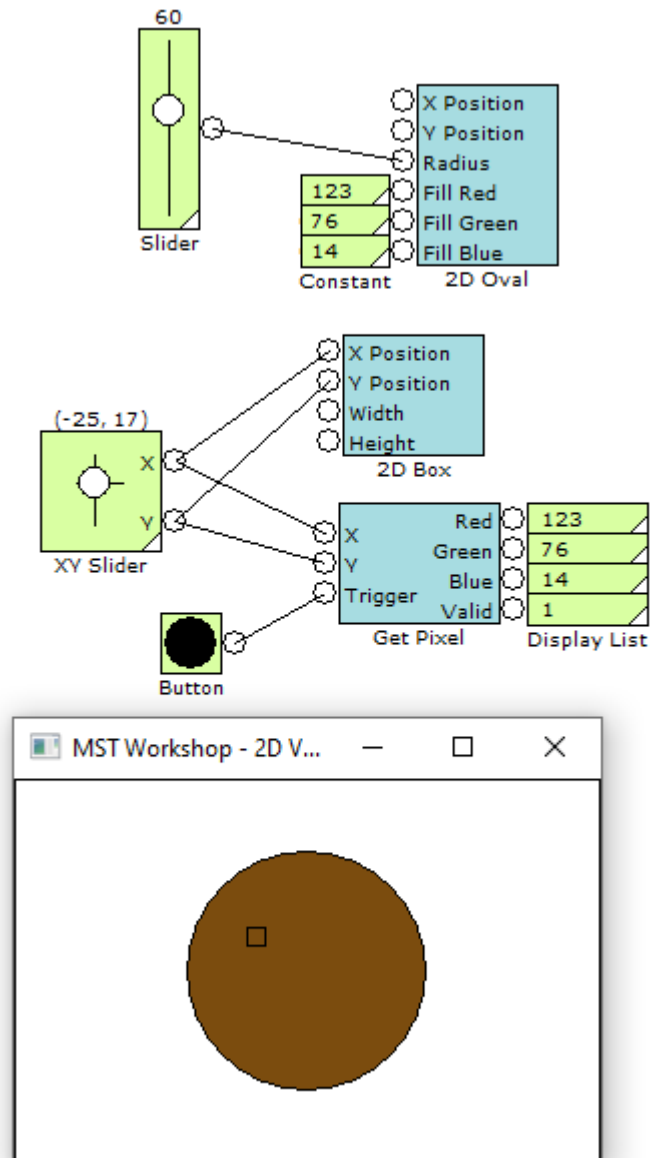 60
Slider
X Position
Y Position
Radius
123 Fill Red
76 Fill Green
14 Fill Blue
Constant
2D Oval
X Position
Y Position
Width
Height
2D Box
(-25, 17)
X
Y
XY Slider
X
Y
Trigger
Red
Green
Blue
Valid
Get Pixel
123
76
14
1
Display List
Button
MST Workshop - 2D V...